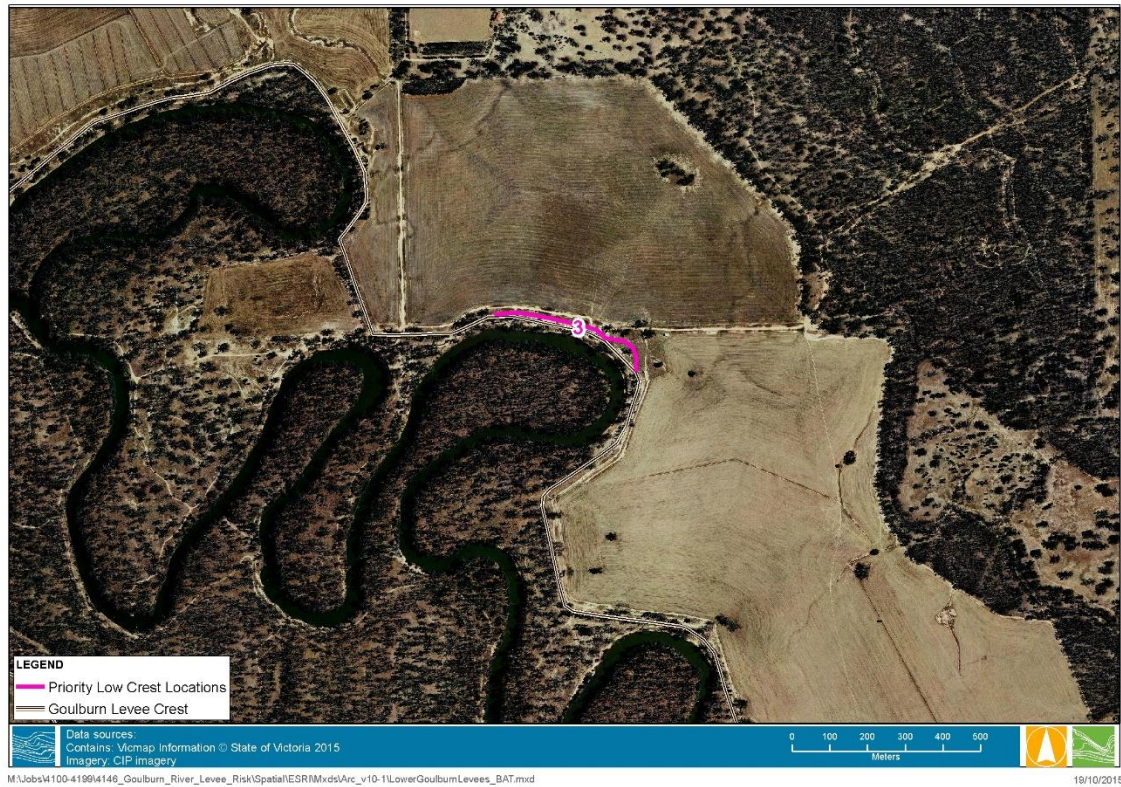 3
LEGEND
Priority Low Crest Locations
Goulburn Levee Crest
Data sources:
Contains: Vicmap Information © State of Victoria 2015
Imagery: CIP imagery
0 100 200 300 400 500
Meters
M:\Jobs\4100-4199\4146_Goulburn_River_Levee_Risk\Spatial\ESRI\Mxds\Arc_v10-1\LowerGoulburnLevees_BAT.mxd
19/10/2015